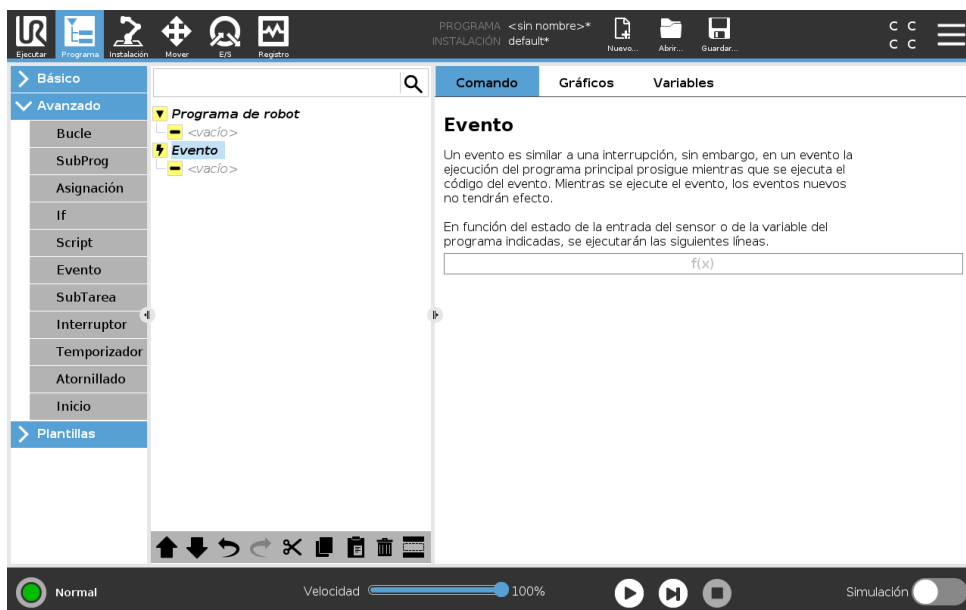 UR
PROGRAMA <sin nombre>*
INSTALACIÓN default*
Ejecutar Programa Instalación Mover E/S Registro
Nuevo... Abrir... Guardar...
C C
C C
Básico
Avanzado
Bucle
SubProg
Asignación
If
Script
Evento
SubTarea
Interruptor
Temporizador
Atornillado
Inicio
Plantillas
Programa de robot
<vacío>
Evento
<vacío>
Comando Gráficos Variables
Evento
Un evento es similar a una interrupción, sin embargo, en un evento la
ejecución del programa principal prosigue mientras que se ejecuta el
código del evento. Mientras se ejecute el evento, los eventos nuevos
no tendrán efecto.
En función del estado de la entrada del sensor o de la variable del
programa indicadas, se ejecutarán las siguientes líneas.
f(x)
Normal
Velocidad 100%
Simulación